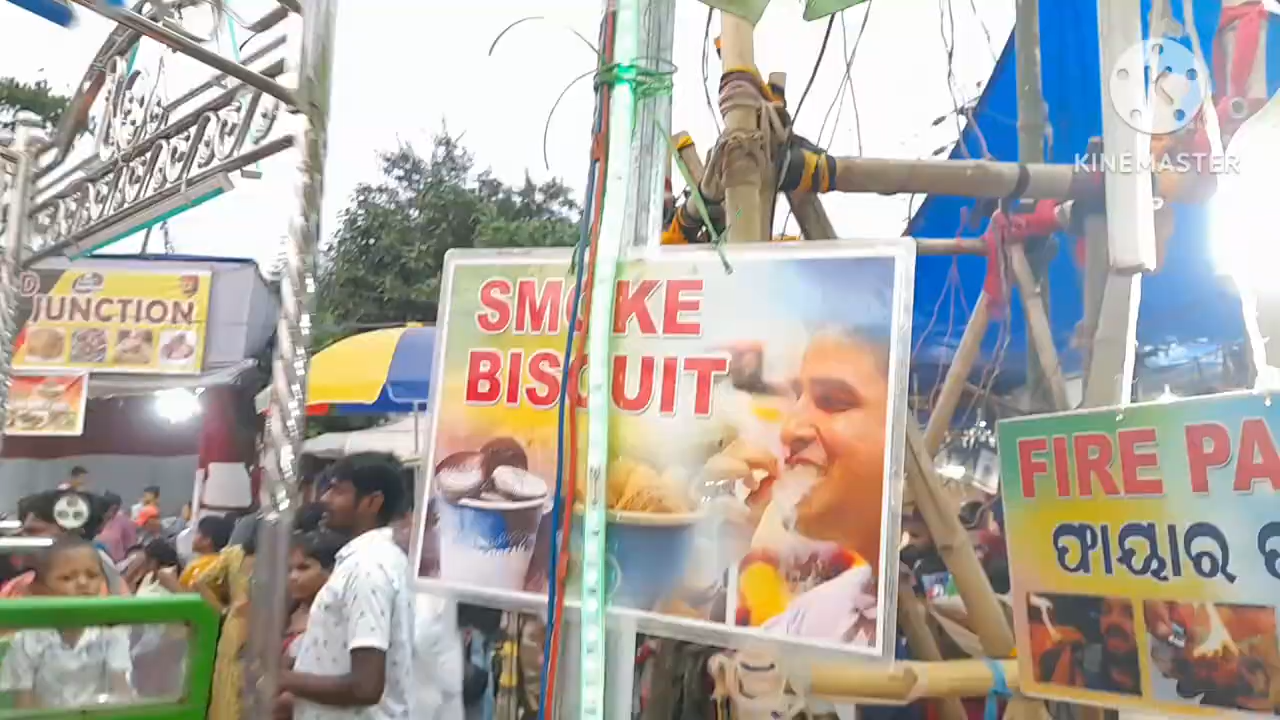 KINEMASTER
JUNCTION
SMOKE
BISCUIT
FIRE PA
ଫାୟାର